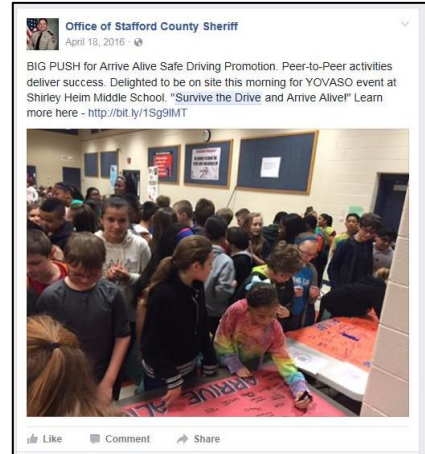 Office of Stafford County Sheriff
April 18, 2016 ·
BIG PUSH for Arrive Alive Safe Driving Promotion. Peer-to-Peer activities
deliver success. Delighted to be on site this morning for YOVASO event at
Shirley Heim Middle School. "Survive the Drive and Arrive Alive!" Learn
more here - http://bit.ly/1Sg9IMT
ARRIVE ALI
Like Comment Share